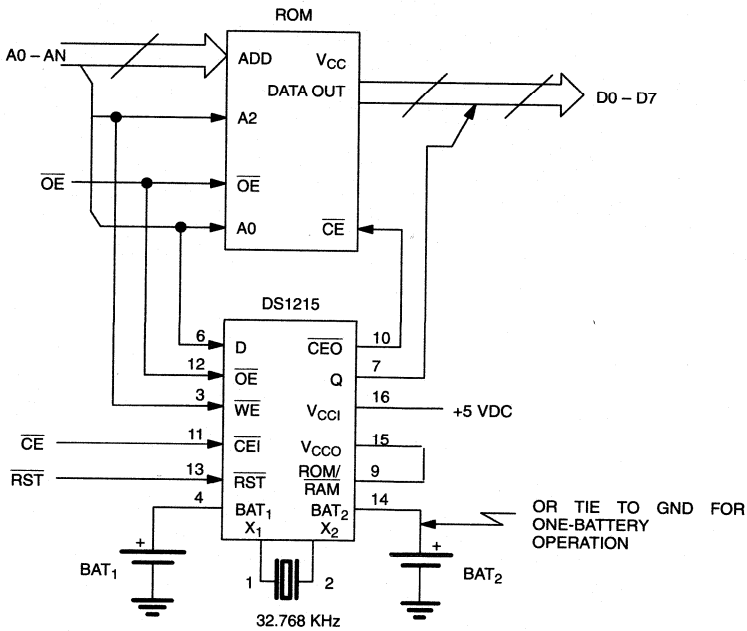 ROM
A0 – AN
ADD
VCC
DATA OUT
D0 – D7
A2
OE
OE
A0
CE
DS1215
6
D
CEO
10
12
OE
Q
7
3
WE
VCCI
16
+5 VDC
CE
11
CEI
VCCO
15
RST
13
RST
ROM/
RAM
9
4
BAT1
BAT2
14
X1
X2
OR TIE TO GND FOR
ONE-BATTERY
OPERATION
+
BAT1
1
2
+
BAT2
32.768 KHz